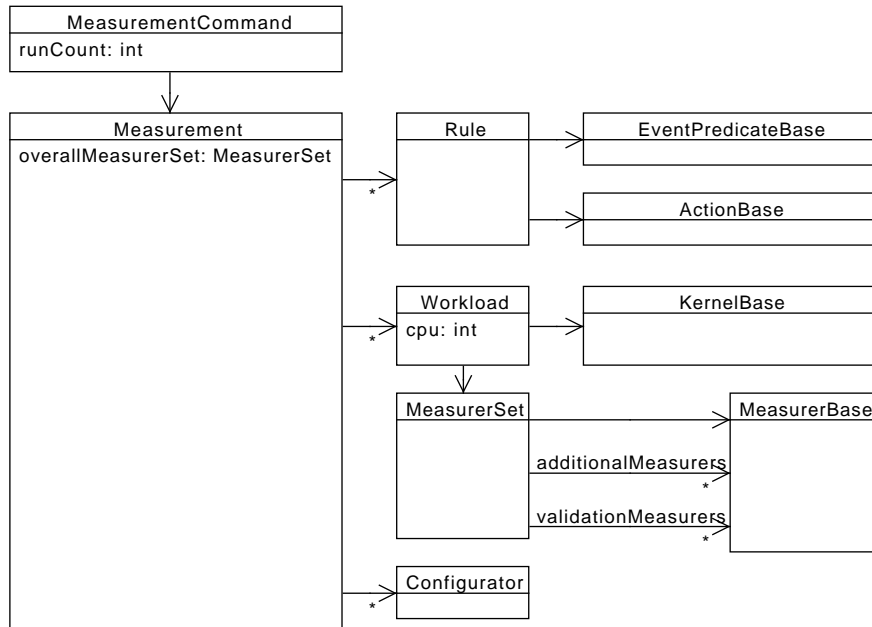 MeasurementCommand
runCount: int
Measurement
overallMeasurerSet: MeasurerSet
*
Rule
EventPredicateBase
ActionBase
*
Workload
cpu: int
KernelBase
MeasurerSet
MeasurerBase
additionalMeasurers
*
validationMeasurers
*
*
Configurator